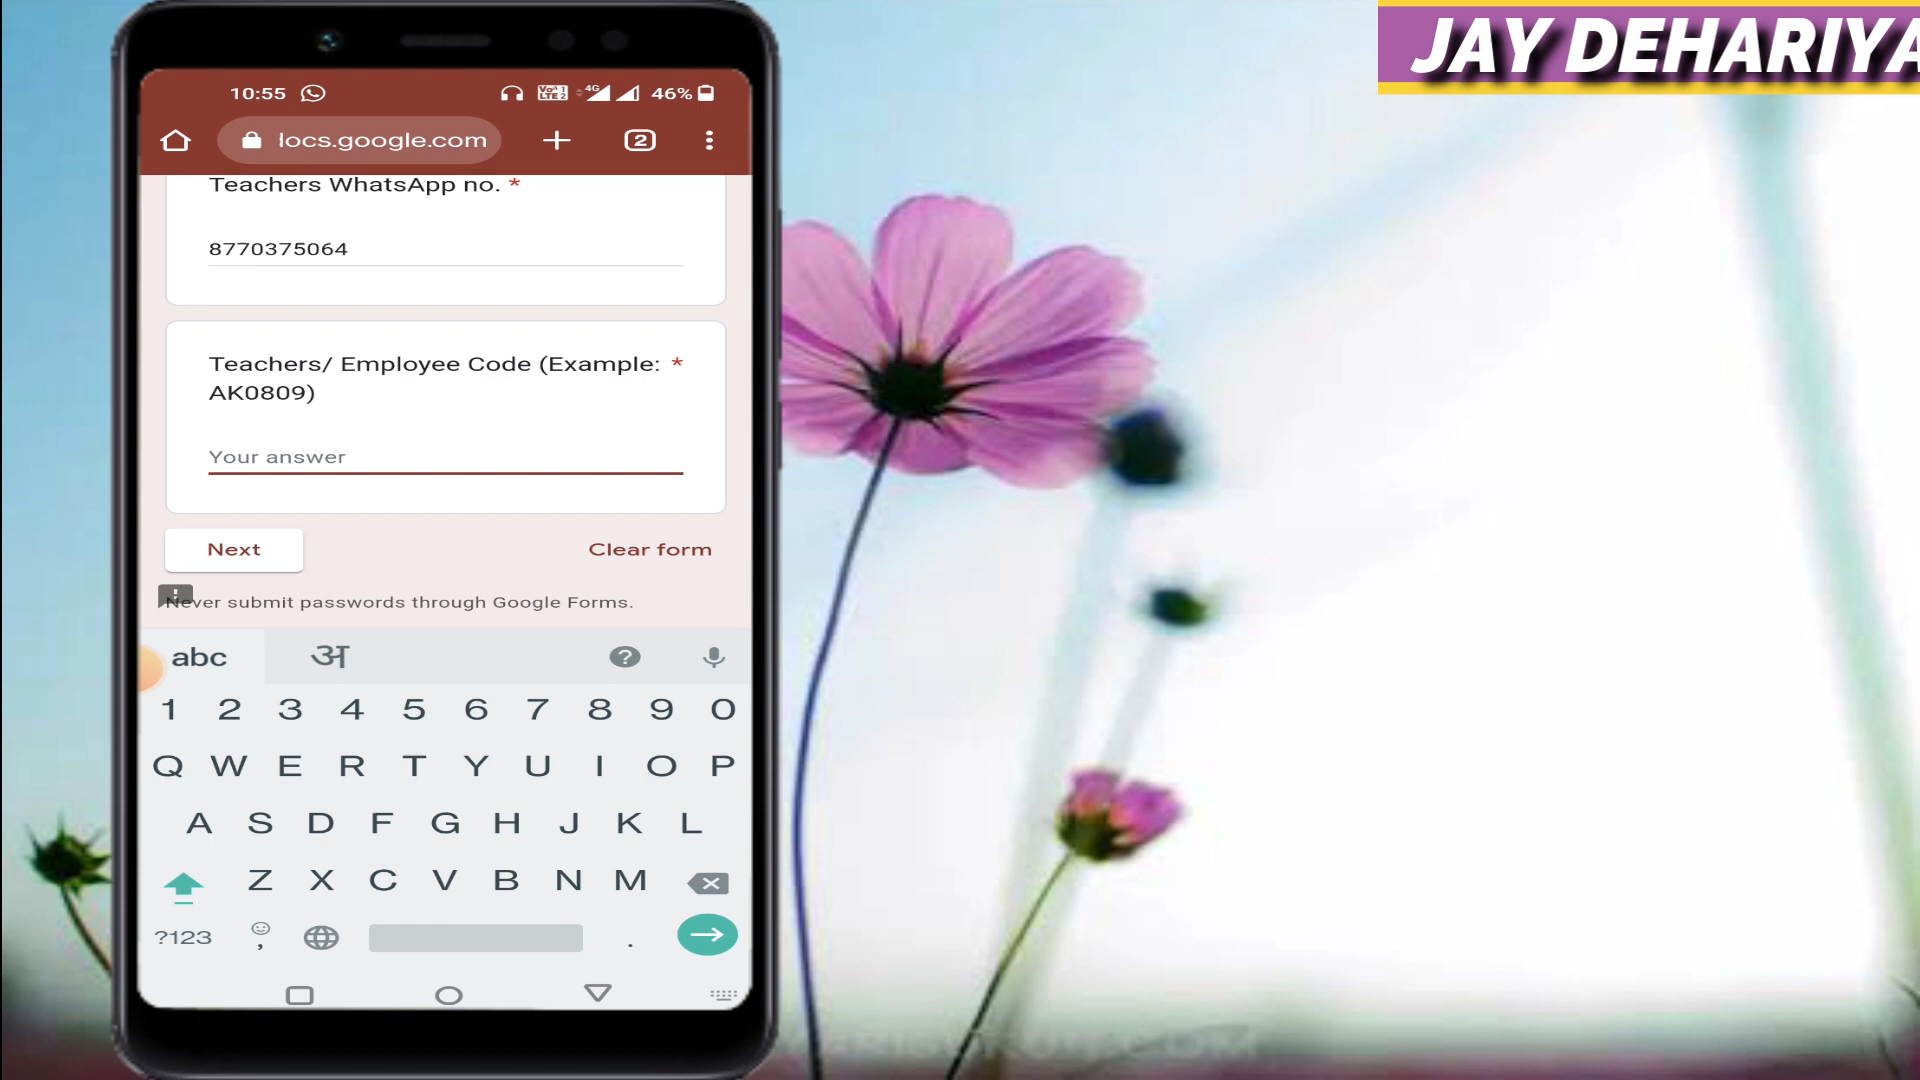 JAY DEHARIYA
10:55
4G
46%
locs.google.com
2
Teachers WhatsApp no. *
8770375064
Teachers/ Employee Code (Example: *
AK0809)
Your answer
Next
Clear form
Never submit passwords through Google Forms.
abc अ
1 2 3 4 5 6 7 8 9 0
Q W E R T Y U I O P
A S D F G H J K L
Z X C V B N M
?123 , .